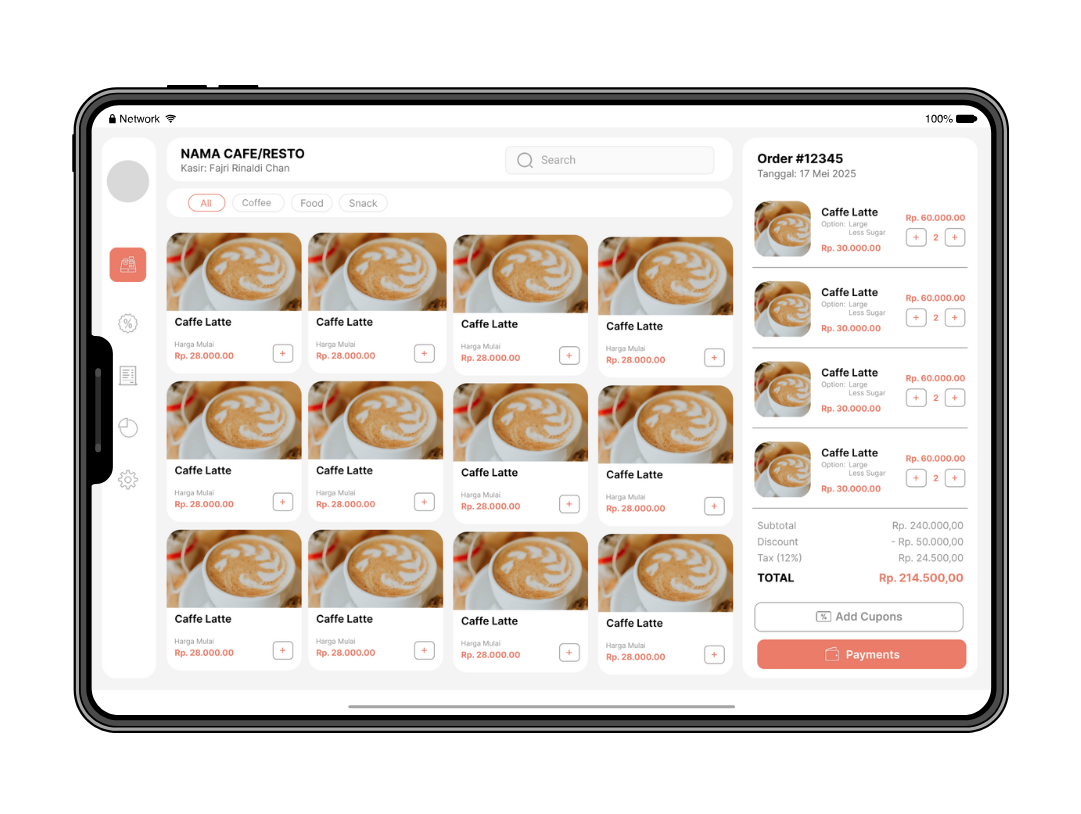 Network
100%
NAMA CAFE/RESTO
Kasir: Fajri Rinaldi Chan
Search
All
Coffee
Food
Snack
Caffe Latte
Harga Mulai
Rp. 28.000.00
+
Caffe Latte
Harga Mulai
Rp. 28.000.00
+
Caffe Latte
Harga Mulai
Rp. 28.000.00
+
Caffe Latte
Harga Mulai
Rp. 28.000.00
+
Caffe Latte
Harga Mulai
Rp. 28.000.00
+
Caffe Latte
Harga Mulai
Rp. 28.000.00
+
Caffe Latte
Harga Mulai
Rp. 28.000.00
+
Caffe Latte
Harga Mulai
Rp. 28.000.00
+
Caffe Latte
Harga Mulai
Rp. 28.000.00
+
Caffe Latte
Harga Mulai
Rp. 28.000.00
+
Caffe Latte
Harga Mulai
Rp. 28.000.00
+
Caffe Latte
Harga Mulai
Rp. 28.000.00
+
Order #12345
Tanggal: 17 Mei 2025
Caffe Latte
Option: Large
Less Sugar
Rp. 30.000.00
Rp. 60.000.00
+ 2 +
Caffe Latte
Option: Large
Less Sugar
Rp. 30.000.00
Rp. 60.000.00
+ 2 +
Caffe Latte
Option: Large
Less Sugar
Rp. 30.000.00
Rp. 60.000.00
+ 2 +
Caffe Latte
Option: Large
Less Sugar
Rp. 30.000.00
Rp. 60.000.00
+ 2 +
Subtotal Rp. 240.000,00
Discount - Rp. 50.000,00
Tax (12%) Rp. 24.500,00
TOTAL Rp. 214.500,00
% Add Cupons
Payments